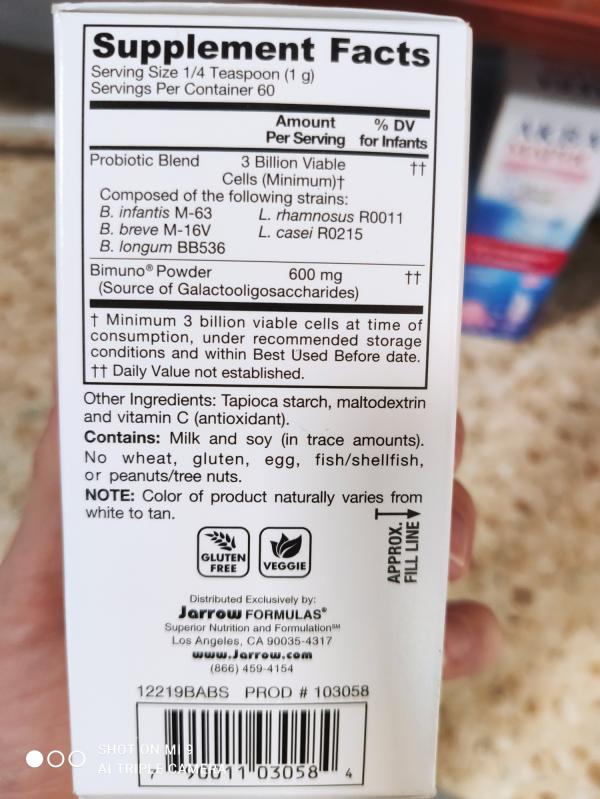 Supplement Facts
Serving Size 1/4 Teaspoon (1 g)
Servings Per Container 60
Amount Per Serving
% DV for Infants
Probiotic Blend 3 Billion Viable ††
Cells (Minimum)†
Composed of the following strains:
B. infantis M-63 L. rhamnosus R0011
B. breve M-16V L. casei R0215
B. longum BB536
Bimuno® Powder 600 mg ††
(Source of Galactooligosaccharides)
† Minimum 3 billion viable cells at time of
consumption, under recommended storage
conditions and within Best Used Before date.
†† Daily Value not established.
Other Ingredients: Tapioca starch, maltodextrin
and vitamin C (antioxidant).
Contains: Milk and soy (in trace amounts).
No wheat, gluten, egg, fish/shellfish,
or peanuts/tree nuts.
NOTE: Color of product naturally varies from
white to tan.
APPROX.
FILL LINE
GLUTEN
FREE
VEGGIE
Distributed Exclusively by:
Jarrow FORMULAS®
Superior Nutrition and Formulation℠
Los Angeles, CA 90035-4317
www.Jarrow.com
(866) 459-4154
12219BABS PROD # 103058
7 90011 03058 4
SHOT ON MI 9
AI TRIPLE CAMERA